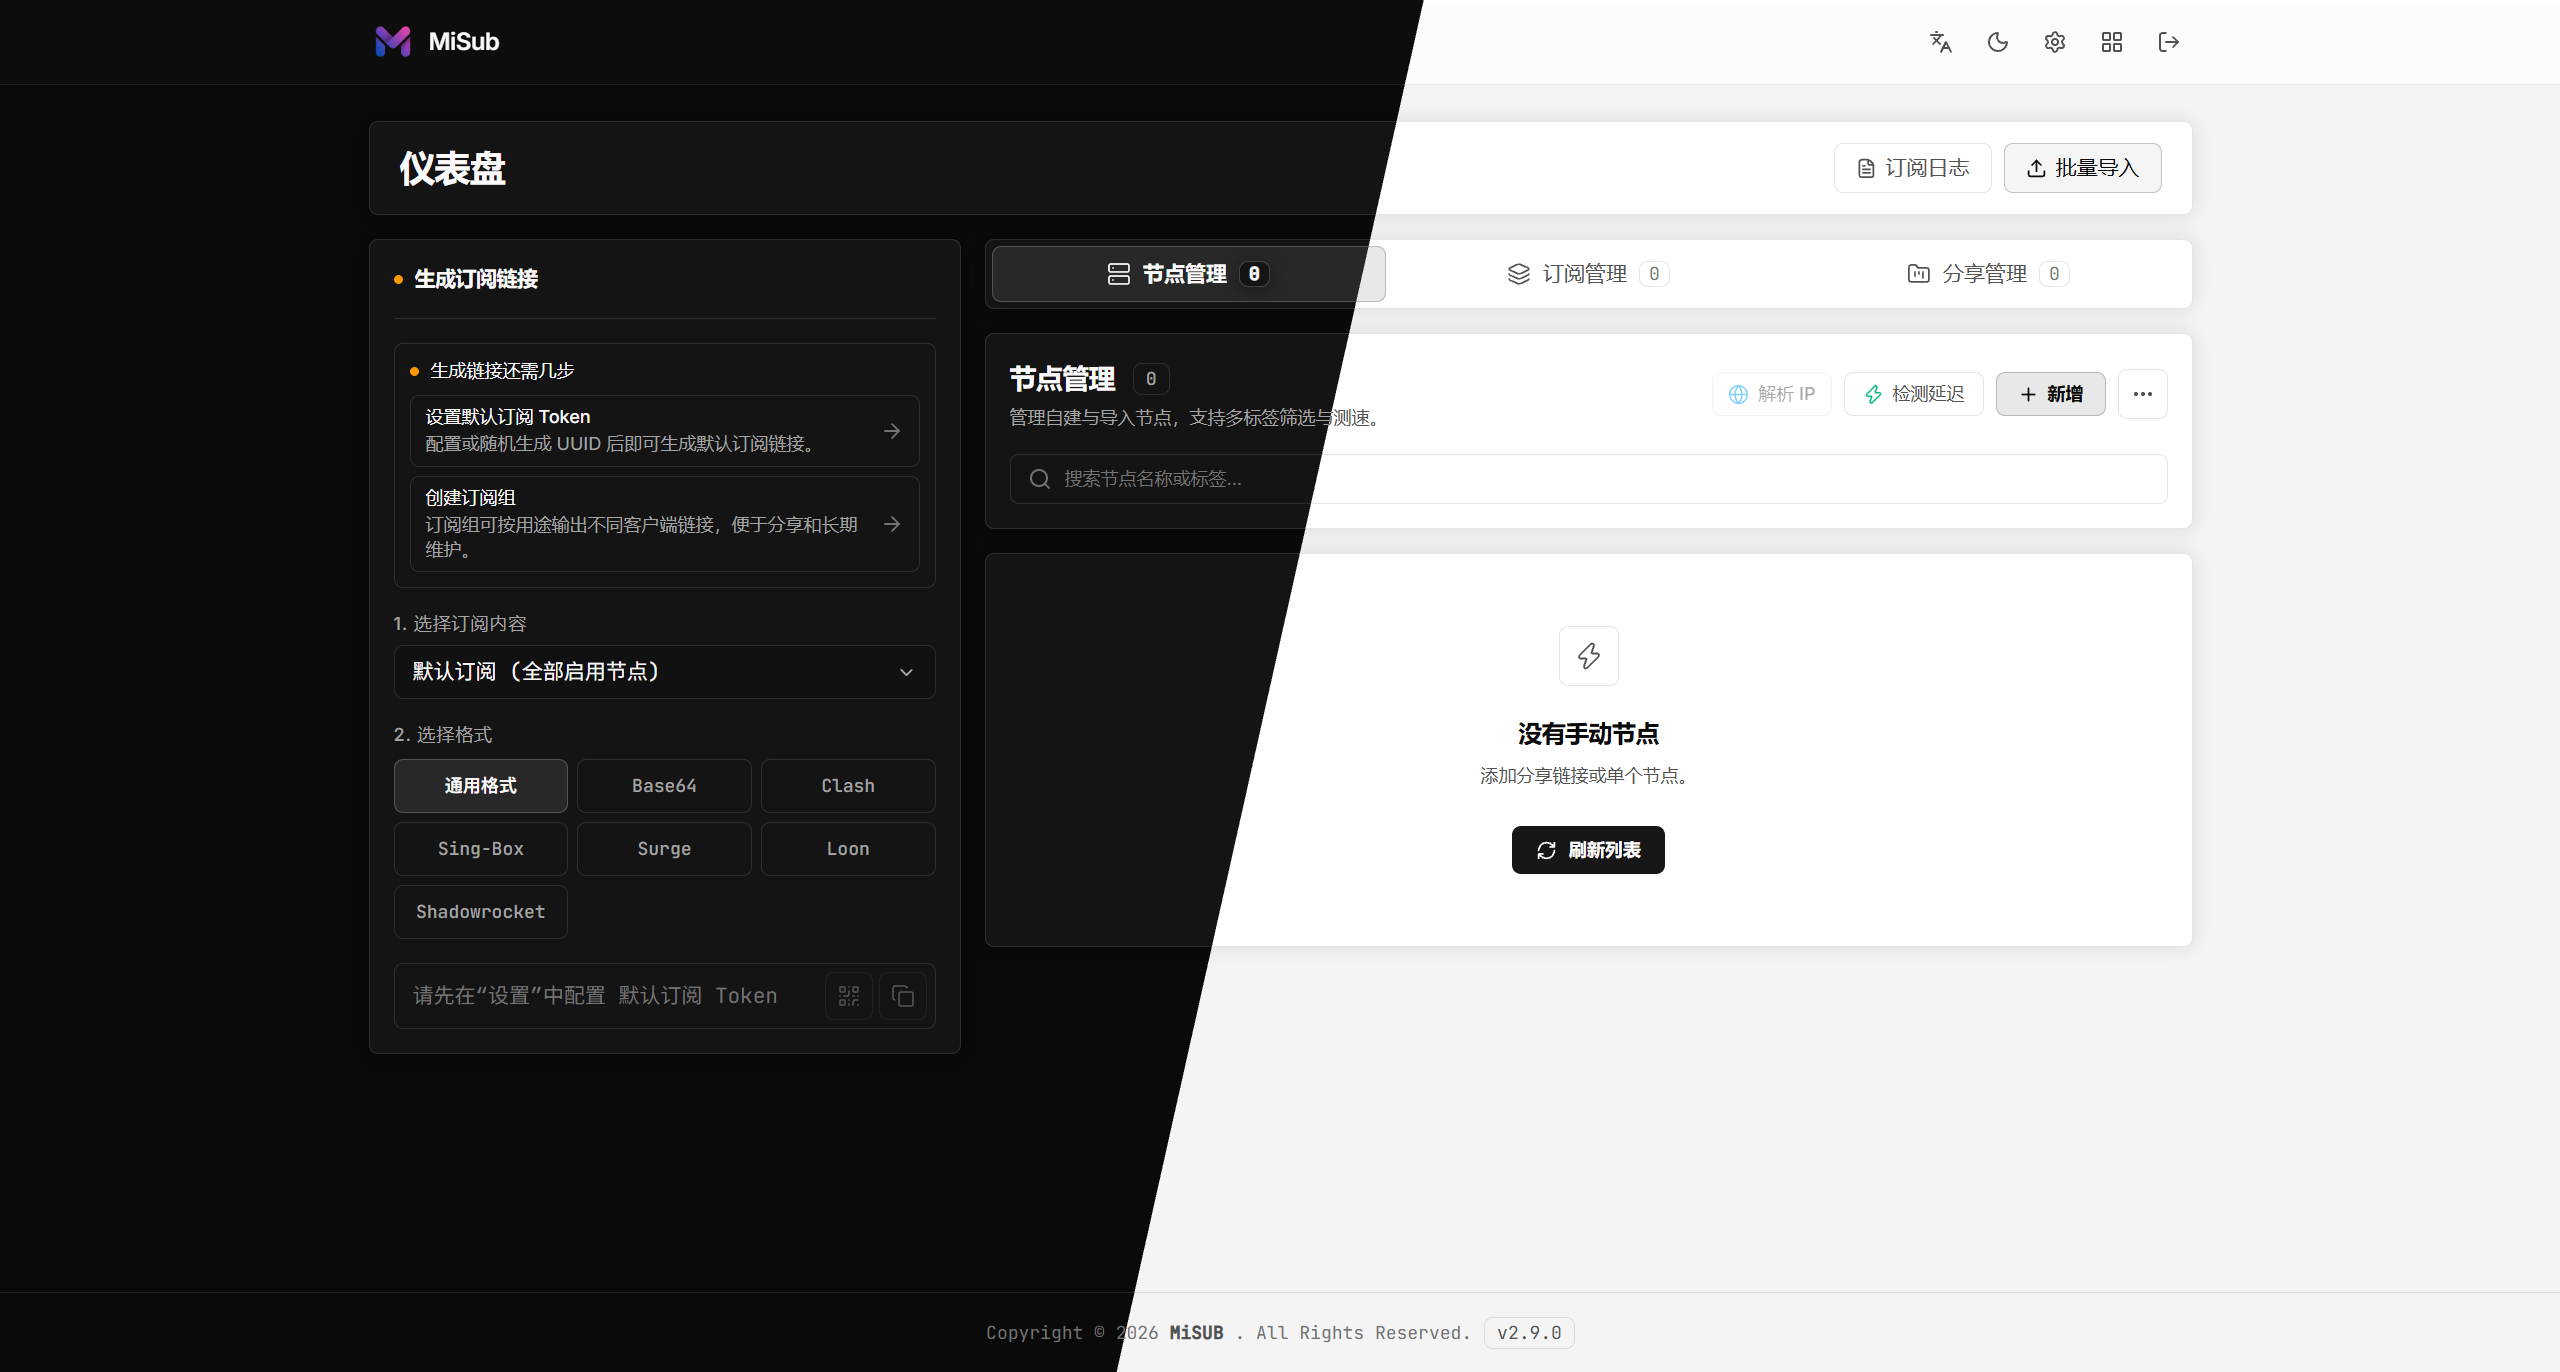 MiSub
仪表盘
订阅日志
批量导入
生成订阅链接
生成链接还需几步
设置默认订阅 Token
配置或随机生成 UUID 后即可生成默认订阅链接。
创建订阅组
订阅组可按用途输出不同客户端链接，便于分享和长期
维护。
1. 选择订阅内容
默认订阅 (全部启用节点)
2. 选择格式
通用格式
Base64
Clash
Sing-Box
Surge
Loon
Shadowrocket
请先在“设置”中配置 默认订阅 Token
节点管理 0
订阅管理 0
分享管理 0
节点管理 0
管理自建与导入节点，支持多标签筛选与测速。
解析 IP
检测延迟
新增
搜索节点名称或标签...
没有手动节点
添加分享链接或单个节点。
刷新列表
Copyright © 2026 MiSUB . All Rights Reserved. v2.9.0